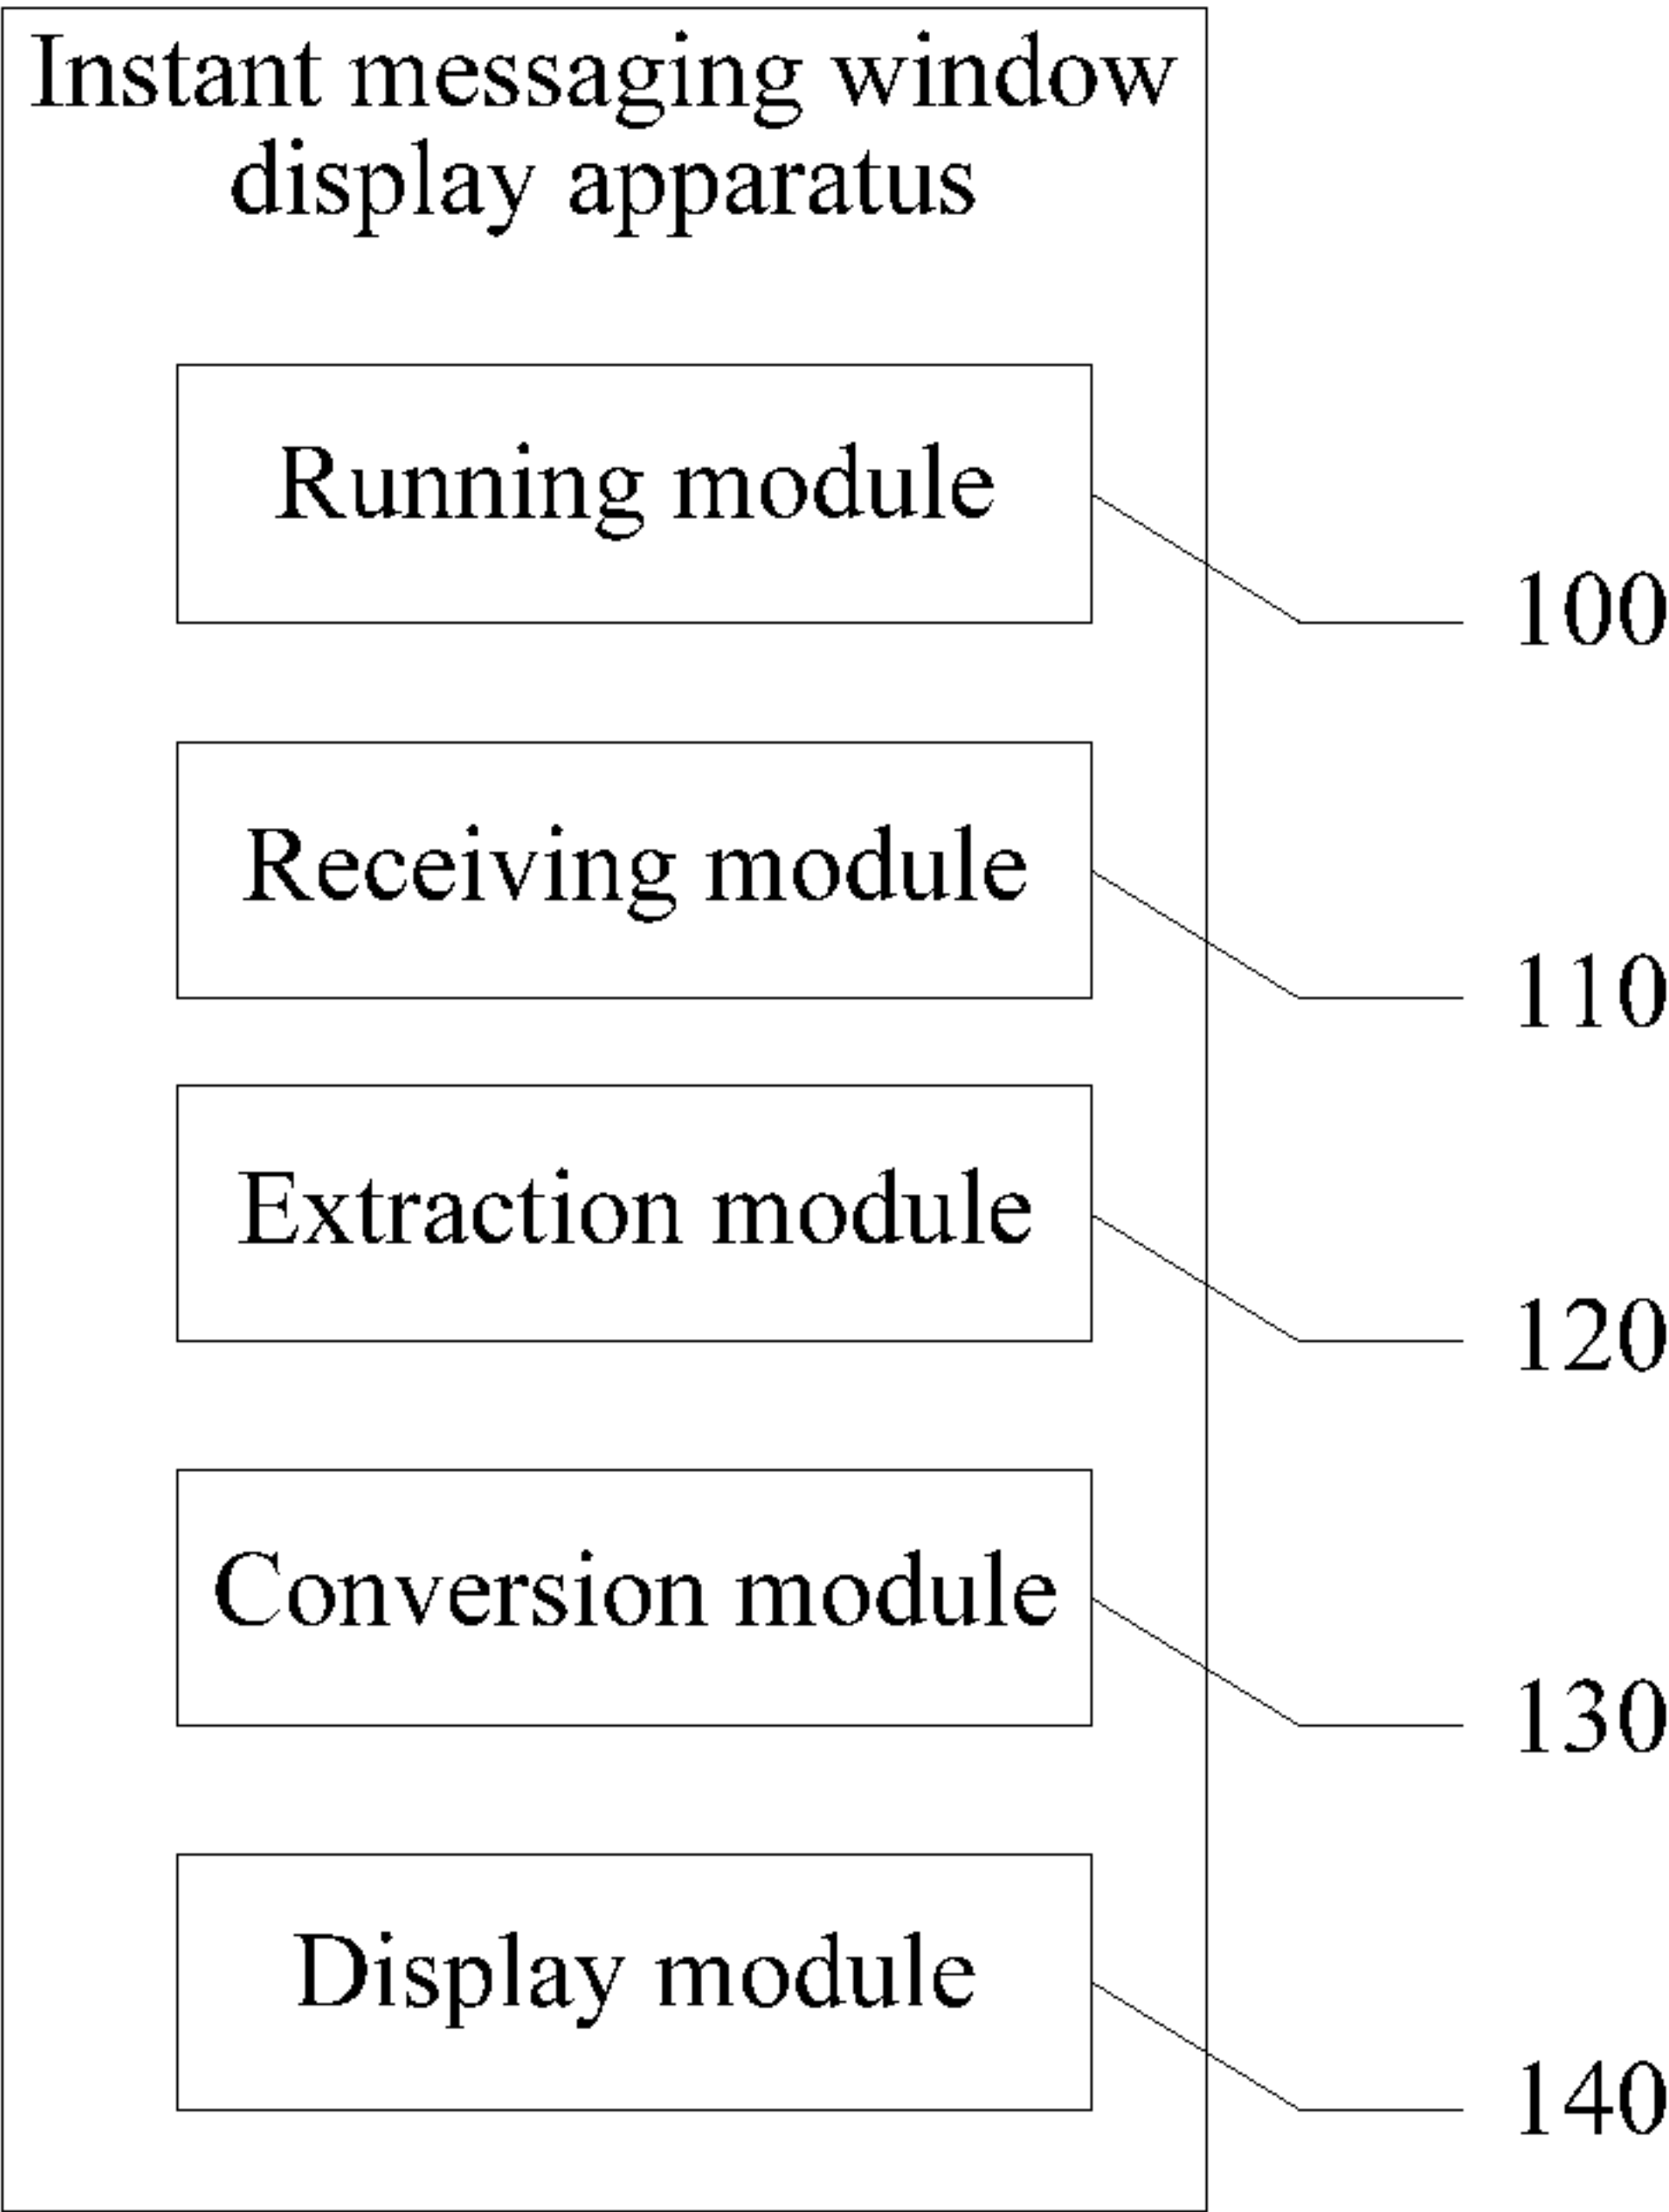 Instant messaging window
display apparatus
Running module
100
Receiving module
110
Extraction module
120
Conversion module
130
Display module
140